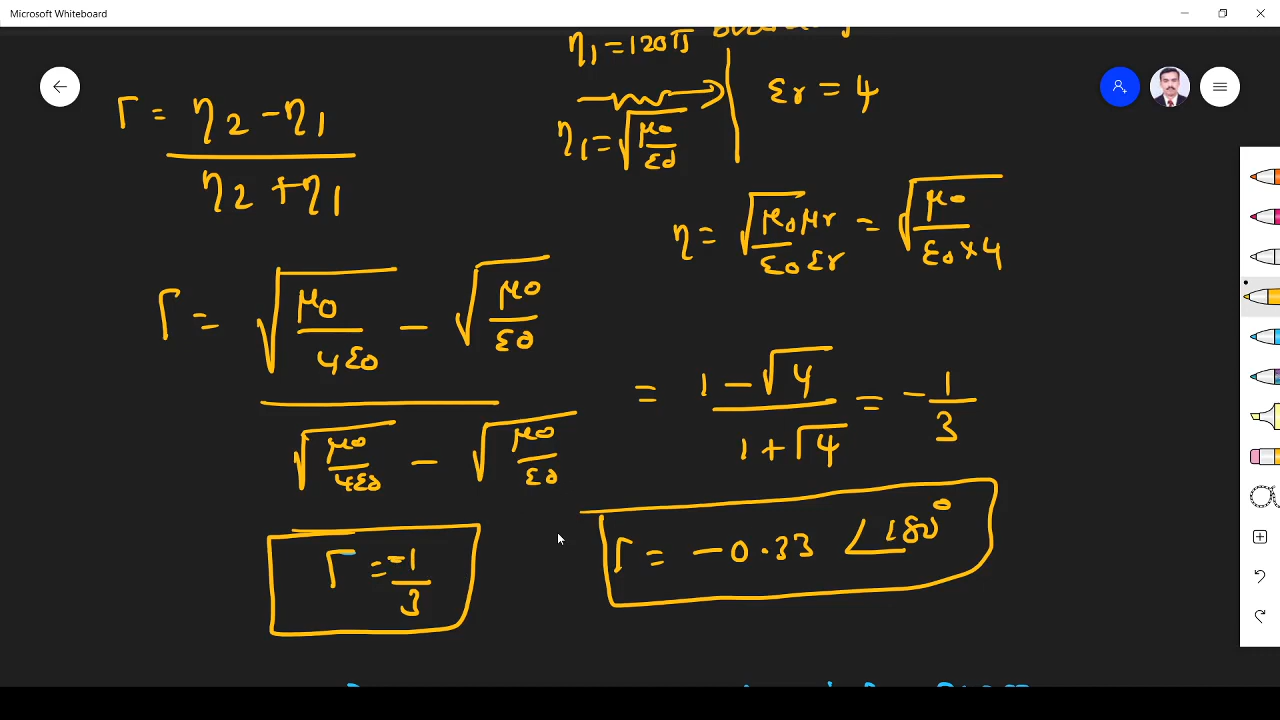 Microsoft Whiteboard
η1 = 120π
Γ = (η2 - η1) / (η2 + η1)
εr = 4
η1 = √(μ0/ε0)
η = √(μ0μr/ε0εr) = √(μ0/ε0×4)
Γ = (√(μ0/4ε0) - √(μ0/ε0)) / (√(μ0/4ε0) - √(μ0/ε0))
= (1 - √4) / (1 + √4) = -1/3
Γ = -1/3
Γ = -0.33 ∠180°